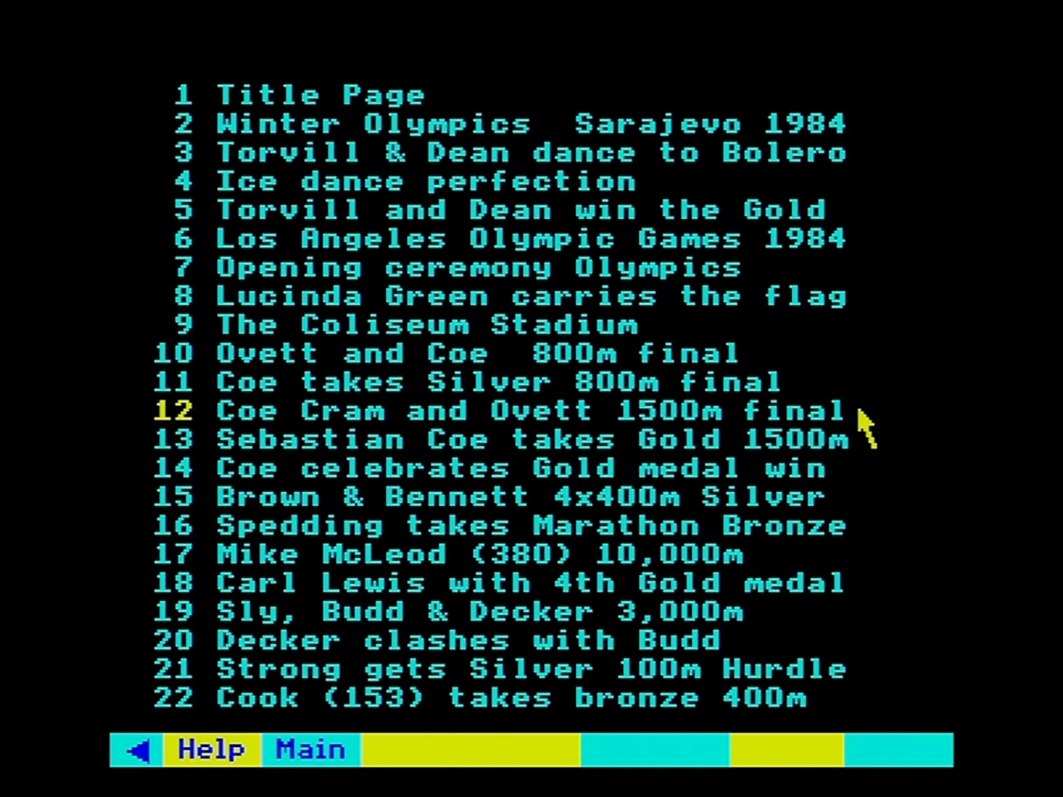 1 Title Page
2 Winter Olympics  Sarajevo 1984
3 Torvill & Dean dance to Bolero
4 Ice dance perfection
5 Torvill and Dean win the Gold
6 Los Angeles Olympic Games 1984
7 Opening ceremony Olympics
8 Lucinda Green carries the flag
9 The Coliseum Stadium
10 Ovett and Coe  800m final
11 Coe takes Silver 800m final
12 Coe Cram and Ovett 1500m final
13 Sebastian Coe takes Gold 1500m
14 Coe celebrates Gold medal win
15 Brown & Bennett 4x400m Silver
16 Spedding takes Marathon Bronze
17 Mike McLeod (380) 10,000m
18 Carl Lewis with 4th Gold medal
19 Sly, Budd & Decker 3,000m
20 Decker clashes with Budd
21 Strong gets Silver 100m Hurdle
22 Cook (153) takes bronze 400m
Help Main